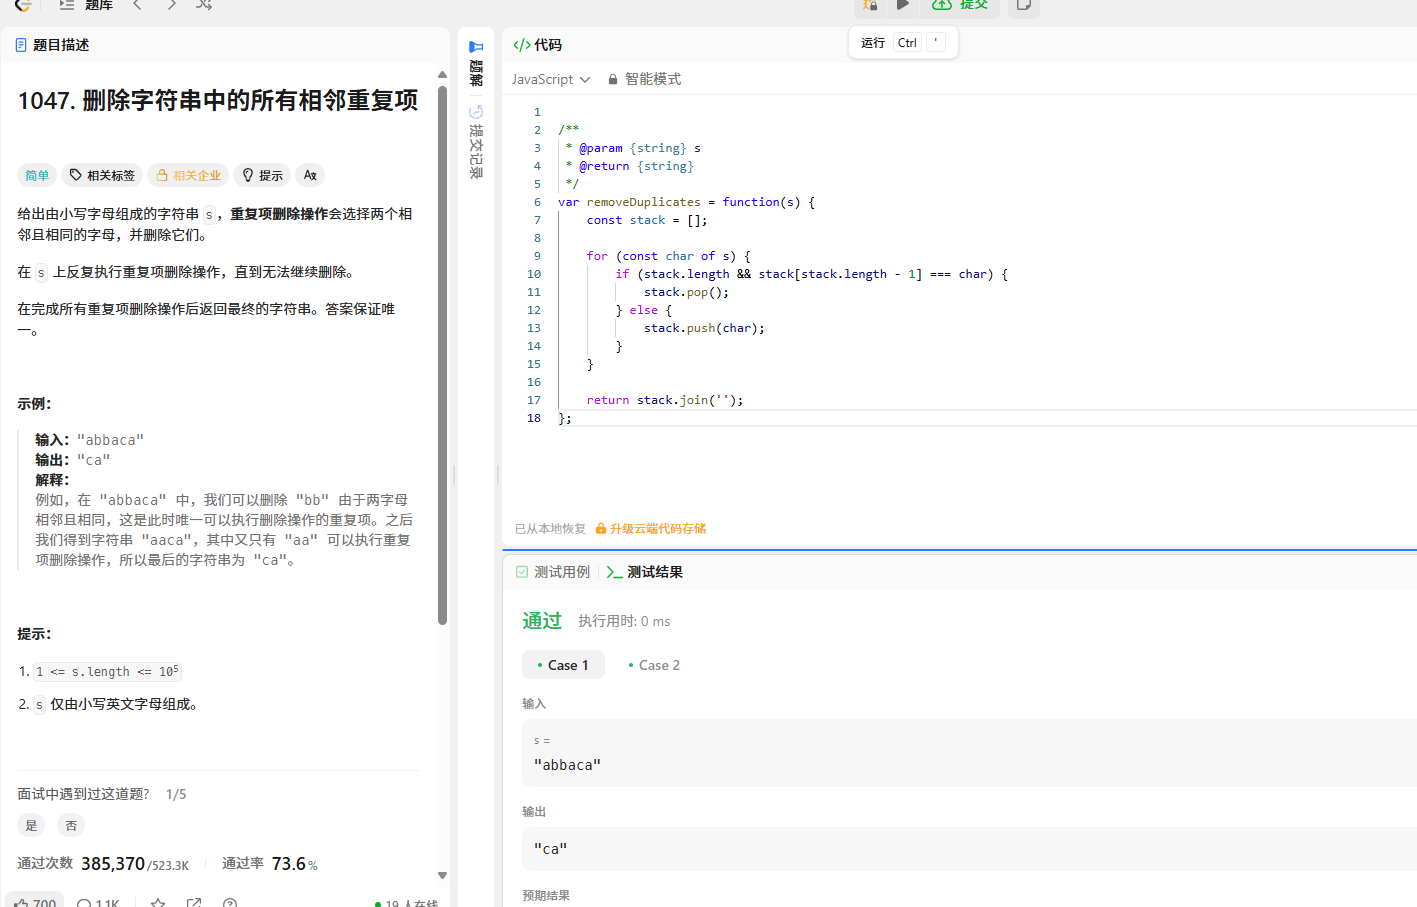 题库
提交
题目描述
1047. 删除字符串中的所有相邻重复项
简单 相关标签 相关企业 提示
给出由小写字母组成的字符串 s，重复项删除操作会选择两个相
邻且相同的字母，并删除它们。
在 s 上反复执行重复项删除操作，直到无法继续删除。
在完成所有重复项删除操作后返回最终的字符串。答案保证唯
一。
示例：
输入："abbaca"
输出："ca"
解释：
例如，在 "abbaca" 中，我们可以删除 "bb" 由于两字母
相邻且相同，这是此时唯一可以执行删除操作的重复项。之后
我们得到字符串 "aaca"，其中又只有 "aa" 可以执行重复
项删除操作，所以最后的字符串为 "ca"。
提示：
1. 1 <= s.length <= 10⁵
2. s 仅由小写英文字母组成。
面试中遇到过这道题? 1/5
是 否
通过次数 385,370/523.3K 通过率 73.6%
700 1.1K 19 人在线
题解
提交记录
</> 代码
运行 Ctrl '
JavaScript 智能模式
1
2 /**
3  * @param {string} s
4  * @return {string}
5  */
6 var removeDuplicates = function(s) {
7     const stack = [];
8
9     for (const char of s) {
10         if (stack.length && stack[stack.length - 1] === char) {
11             stack.pop();
12         } else {
13             stack.push(char);
14         }
15     }
16
17     return stack.join('');
18 };
已从本地恢复 升级云端代码存储
测试用例 >_ 测试结果
通过 执行用时: 0 ms
• Case 1 • Case 2
输入
s =
"abbaca"
输出
"ca"
预期结果